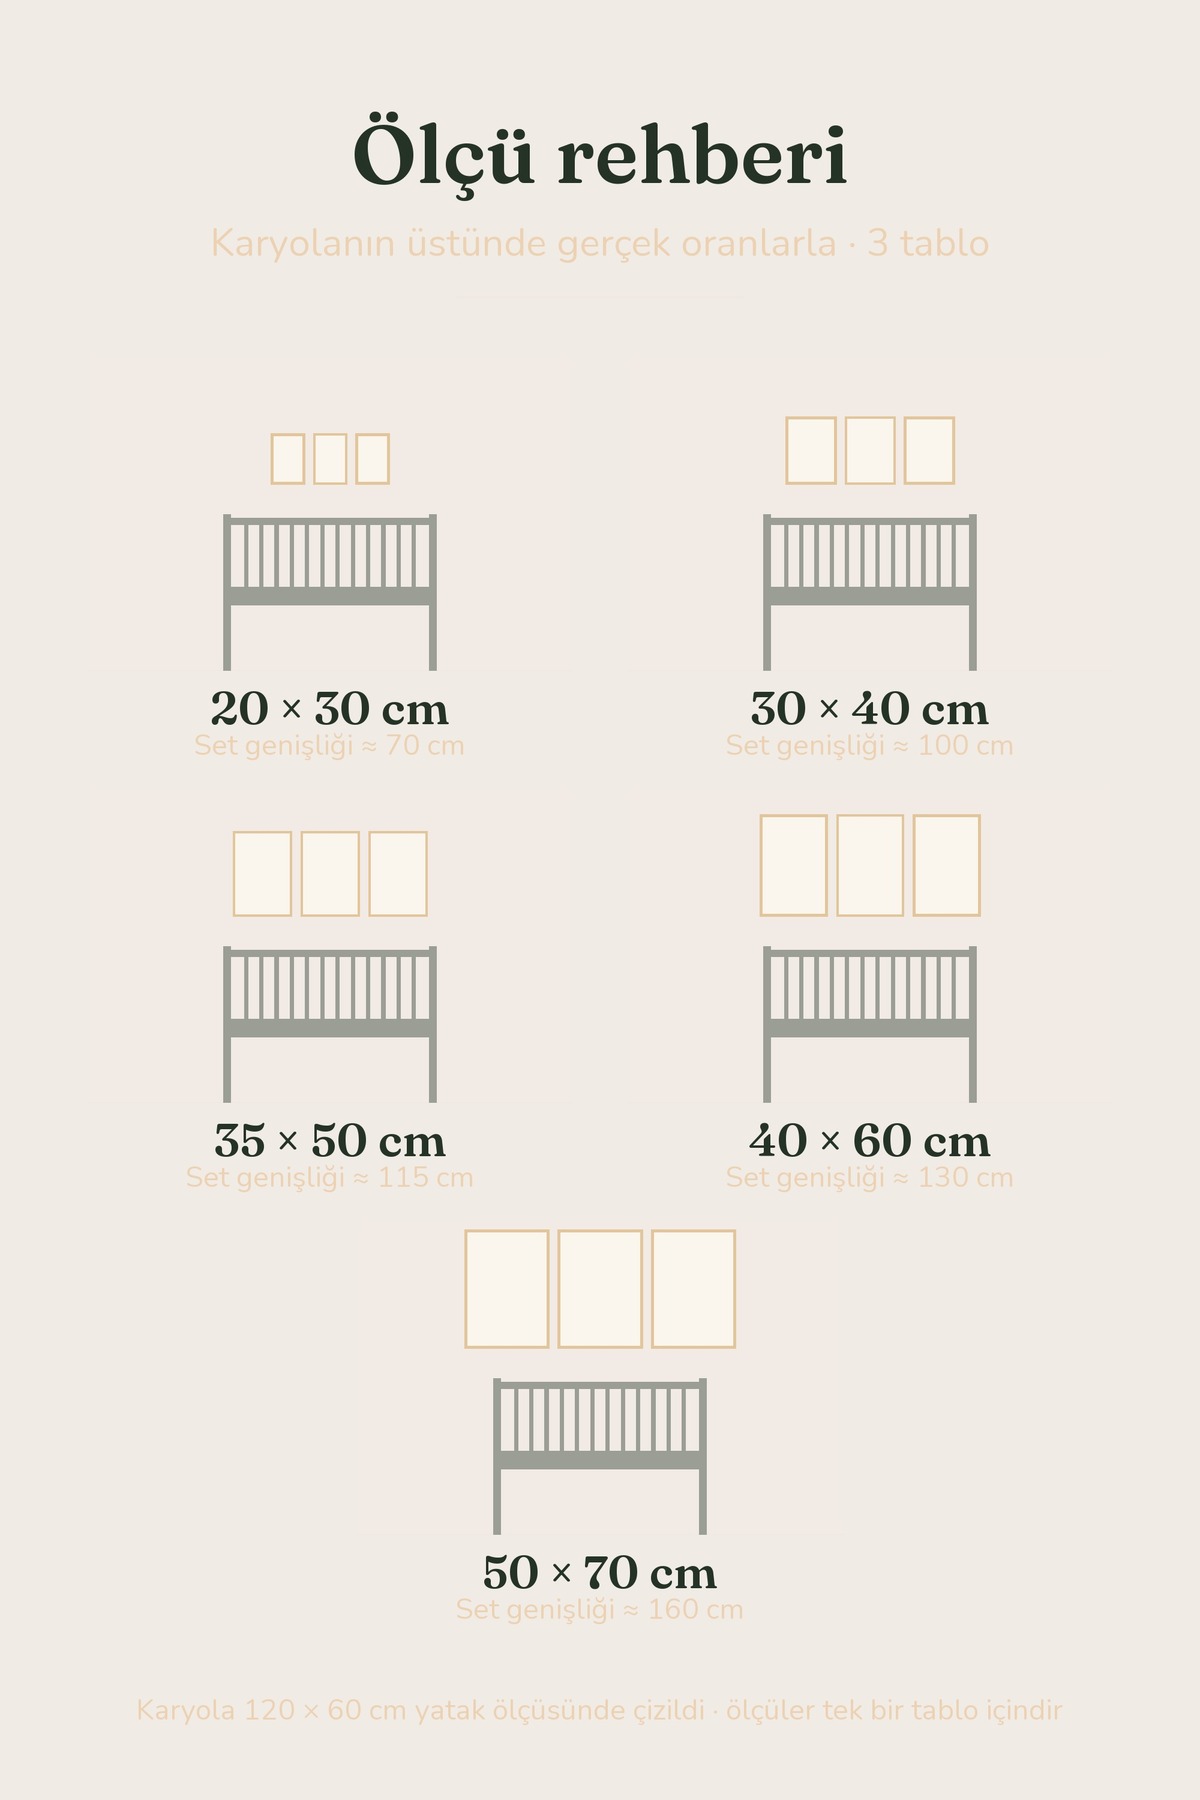 Ölçü rehberi
Karyolanın üstünde gerçek oranlarla · 3 tablo
20 × 30 cm
Set genişliği ≈ 70 cm
30 × 40 cm
Set genişliği ≈ 100 cm
35 × 50 cm
Set genişliği ≈ 115 cm
40 × 60 cm
Set genişliği ≈ 130 cm
50 × 70 cm
Set genişliği ≈ 160 cm
Karyola 120 × 60 cm yatak ölçüsünde çizildi · ölçüler tek bir tablo içindir